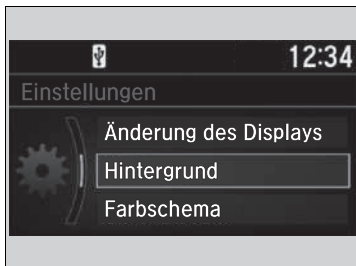 12:34
Einstellungen
Änderung des Displays
Hintergrund
Farbschema